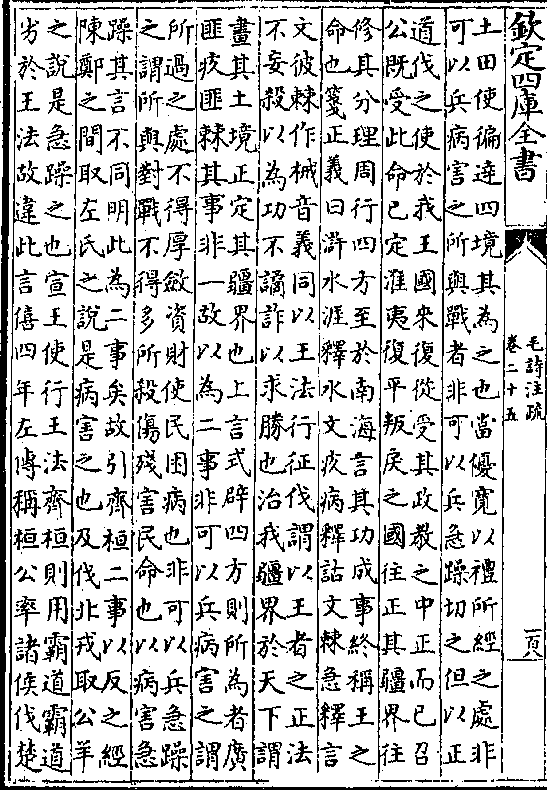 欽定四庫全書
毛詩注疏
卷二十五
一百八
土田使徧達四境其為之也當優寬以禮所經之處非
可以兵病害之所與戰者非可以兵急躁切之但以正
道伐之使於我王國來復從受其政教之中正而已召
公既受此命已定淮夷復平叛戾之國往正其疆界往
修其分理周行四方至於南海言其功成事終稱王之
命也箋正義曰滸水涯釋水文疚病釋詁文棘急釋言
文彼棘作械音義同以王法行征伐謂以王者之正法
不妄殺以為功不譎詐以求勝也治我疆界於天下謂
畫其土境正定其疆界也上言式辟四方則所為者廣
匪疚匪棘其事非一故以為二事非可以兵病害之謂
所過之處不得厚斂資財使民困病也非可以兵急躁
之謂所與對戰不得多所殺傷殘害民命也以病害急
躁其言不同明此為二事矣故引齊桓二事以反之經
陳鄭之間取左氏之說是病害之也及伐北戎取公羊
之說是急躁之也宣王使行王法齊桓則用霸道霸道
劣於王法故違此言僖四年左傳稱桓公率諸侯伐楚